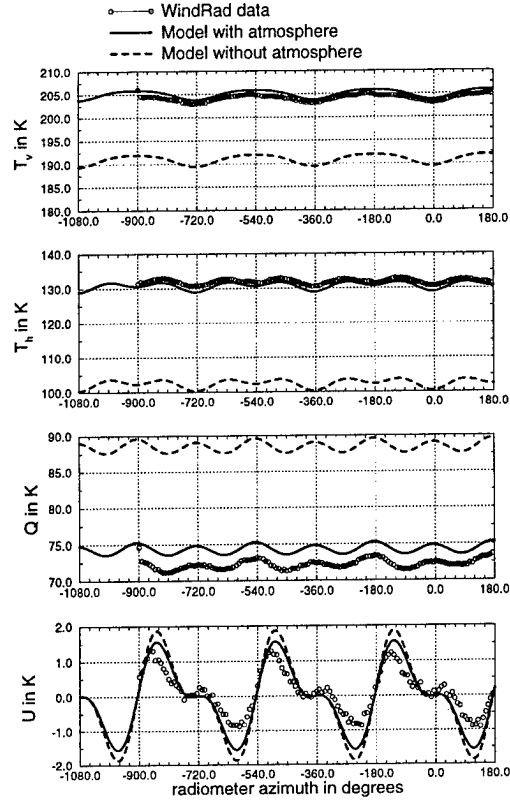 WindRad data
Model with atmosphere
Model without atmosphere
210.0
205.0
200.0
195.0
190.0
185.0
180.0
Tv in K
-1080.0 -900.0 -720.0 -540.0 -360.0 -180.0 0.0 180.0
140.0
130.0
120.0
110.0
100.0
Th in K
-1080.0 -900.0 -720.0 -540.0 -360.0 -180.0 0.0 180.0
90.0
85.0
80.0
75.0
70.0
Q in K
-1080.0 -900.0 -720.0 -540.0 -360.0 -180.0 0.0 180.0
2.0
1.0
0.0
-1.0
-2.0
U in K
-1080.0 -900.0 -720.0 -540.0 -360.0 -180.0 0.0 180.0
radiometer azimuth in degrees